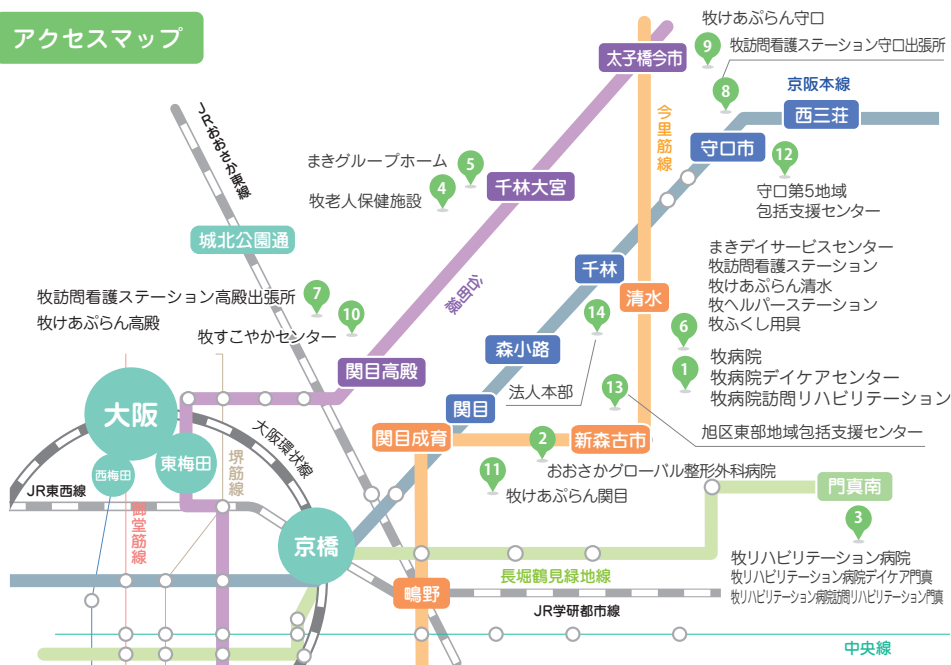 アクセスマップ
牧けあぷらん守口
9
牧訪問看護ステーション守口出張所
太子橋今市
8
京阪本線
西三荘
JRおおさか東線
今里筋線
守口市
12
まきグループホーム
5
千林大宮
牧老人保健施設
4
守口第5地域
包括支援センター
城北公園通
千林
まきデイサービスセンター
牧訪問看護ステーション
牧けあぷらん清水
牧ヘルパーステーション
牧ふくし用具
6
清水
谷町線
牧訪問看護ステーション高殿出張所
7
牧けあぷらん高殿
10
牧すこやかセンター
14
森小路
1
牧病院
牧病院デイケアセンター
牧病院訪問リハビリテーション
関目高殿
法人本部
13
大阪
関目
大阪環状線
関目成育
2
新森古市
旭区東部地域包括支援センター
西梅田
東梅田
堺筋線
おおさかグローバル整形外科病院
11
牧けあぷらん関目
JR東西線
御堂筋線
門真南
3
京橋
牧リハビリテーション病院
牧リハビリテーション病院デイケア門真
牧リハビリテーション病院訪問リハビリテーション門真
長堀鶴見緑地線
鴫野
JR学研都市線
中央線